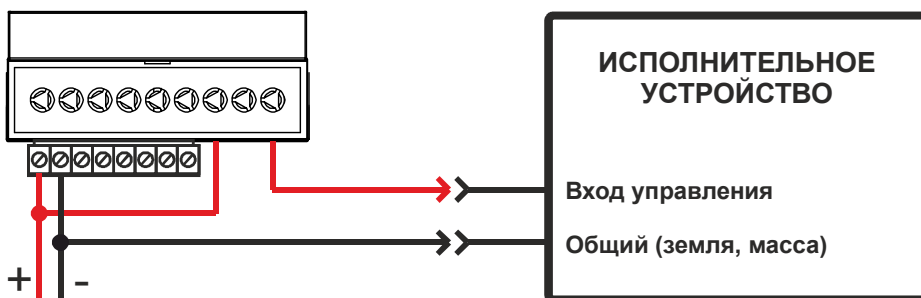 ИСПОЛНИТЕЛЬНОЕ
УСТРОЙСТВО
Вход управления
Общий (земля, масса)
+ -